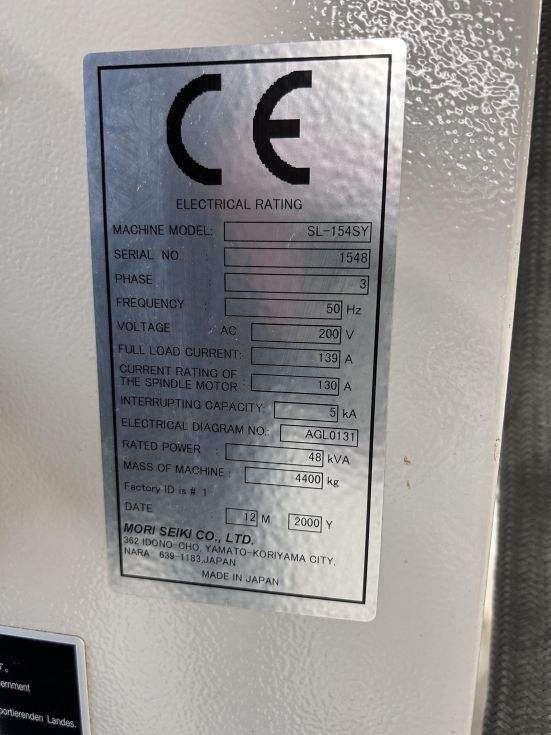 CE
ELECTRICAL RATING
MACHINE MODEL: SL-154SY
SERIAL NO. : 1548
PHASE : 3
FREQUENCY : 50 Hz
VOLTAGE AC 200 V
FULL LOAD CURRENT: 139 A
CURRENT RATING OF
THE SPINDLE MOTOR : 130 A
INTERRUPTING CAPACITY: 5 kA
ELECTRICAL DIAGRAM NO.: AGL0131
RATED POWER : 48 kVA
MASS OF MACHINE : 4400 kg
Factory ID is # 1
DATE 12 M 2000 Y
MORI SEIKI CO., LTD.
362 IDONO-CHO, YAMATO-KORIYAMA CITY,
NARA 639-1183,JAPAN
MADE IN JAPAN
す。
ernment
portierenden Landes.